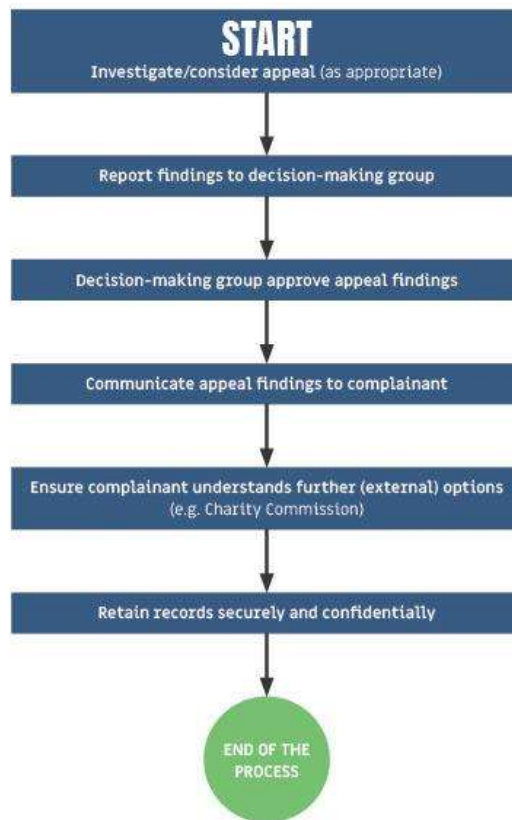 START
Investigate/consider appeal (as appropriate)
Report findings to decision-making group
Decision-making group approve appeal findings
Communicate appeal findings to complainant
Ensure complainant understands further (external) options
(e.g. Charity Commission)
Retain records securely and confidentially
END OF THE
PROCESS